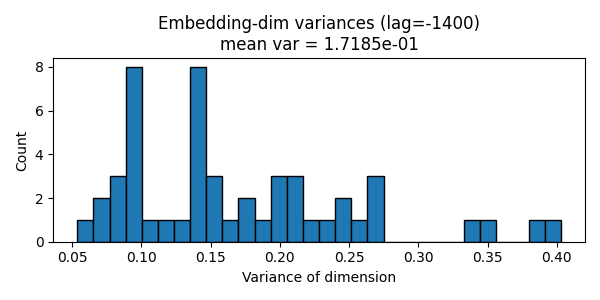 Embedding-dim variances (lag=-1400)
mean var = 1.7185e-01
8
6
4
2
0
Count
0.05 0.10 0.15 0.20 0.25 0.30 0.35 0.40
Variance of dimension